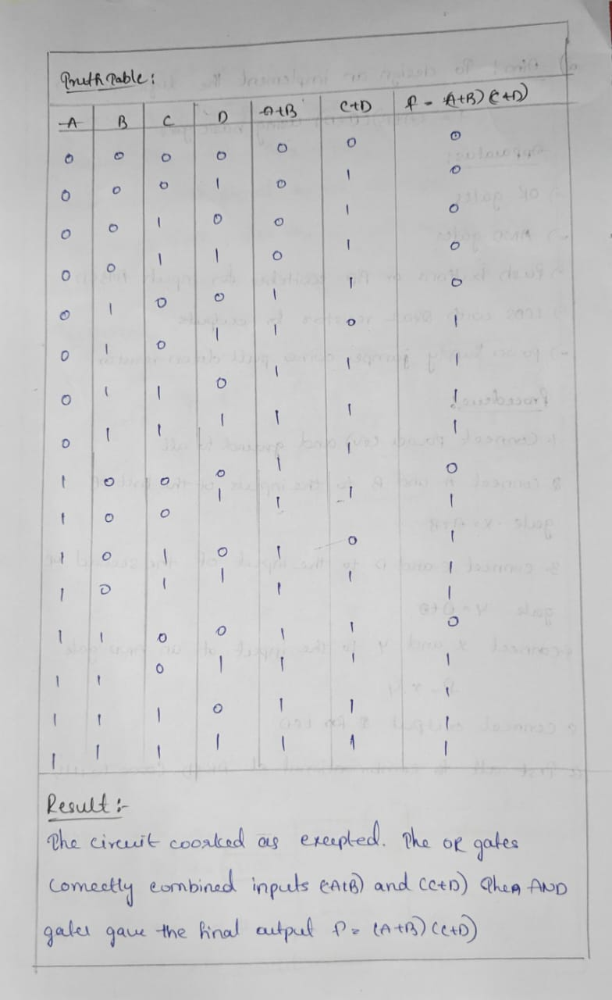 Truth Table:
A B C D A+B C+D f = A+B) (C+D)
0 0 0 0 0 0 0
0 0 0 1 0 1 0
0 0 1 0 0 1 0
0 0 1 1 0 1 0
0 1 0 0 1 1 0
0 1 0 1 1 0 1
0 1 1 0 1 1 1
0 1 1 1 1 1 1
1
1 0 0 0 1 1 0
1 0 0 1 1 1 1
1 0 1 0 1 0 1
1 0 1 1 1 1 1
1
1 1 0 0 1 1 0
1 1 0 1 1 1 1
1 1 1 0 1 1 1
1
1 1 1 1 1 1 1
Result :-
The circuit coorked as excepted. The OR gates
Correctly combined inputs (A+B) and (C+D) Then AND
gates gave the final output f = (A+B) (C+D)